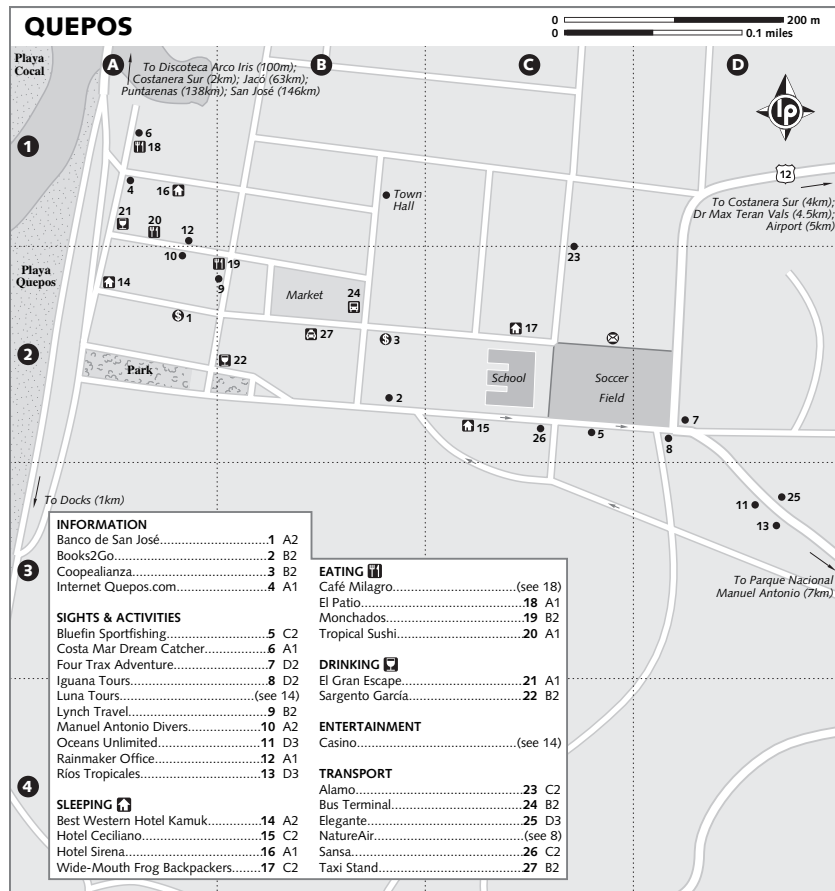 QUEPOS
0 200 m
0 0.1 miles
Playa
Cocal
A
B
C
D
To Discoteca Arco Iris (100m);
Costanera Sur (2km); Jacó (63km);
Puntarenas (138km); San José (146km)
lp
1
6
18
4
16
Town
Hall
12
To Costanera Sur (4km);
Dr Max Teran Vals (4.5km);
Airport (5km)
21
20
12
10
19
23
Playa
Quepos
14
9
Market
24
$ 1
27
$ 3
17
2
22
Park
School
Soccer
Field
2
15
26
5
7
8
11
25
13
To Docks (1km)
3
To Parque Nacional
Manuel Antonio (7km)
4
INFORMATION
Banco de San José..........................1 A2
Books2Go.......................................2 B2
Coopealianza..................................3 B2
Internet Quepos.com......................4 A1
SIGHTS & ACTIVITIES
Bluefin Sportfishing.........................5 C2
Costa Mar Dream Catcher...............6 A1
Four Trax Adventure........................7 D2
Iguana Tours...................................8 D2
Luna Tours..............................(see 14)
Lynch Travel....................................9 B2
Manuel Antonio Divers..................10 A2
Oceans Unlimited..........................11 D3
Rainmaker Office...........................12 A1
Ríos Tropicales...............................13 D3
SLEEPING
Best Western Hotel Kamuk............14 A2
Hotel Ceciliano..............................15 C2
Hotel Sirena..................................16 A1
Wide-Mouth Frog Backpackers......17 C2
EATING
Café Milagro...........................(see 18)
El Patio..........................................18 A1
Monchados...................................19 B2
Tropical Sushi................................20 A1
DRINKING
El Gran Escape...............................21 A1
Sargento García.............................22 B2
ENTERTAINMENT
Casino.....................................(see 14)
TRANSPORT
Alamo...........................................23 C2
Bus Terminal..................................24 B2
Elegante........................................25 D3
NatureAir..................................(see 8)
Sansa............................................26 C2
Taxi Stand.....................................27 B2